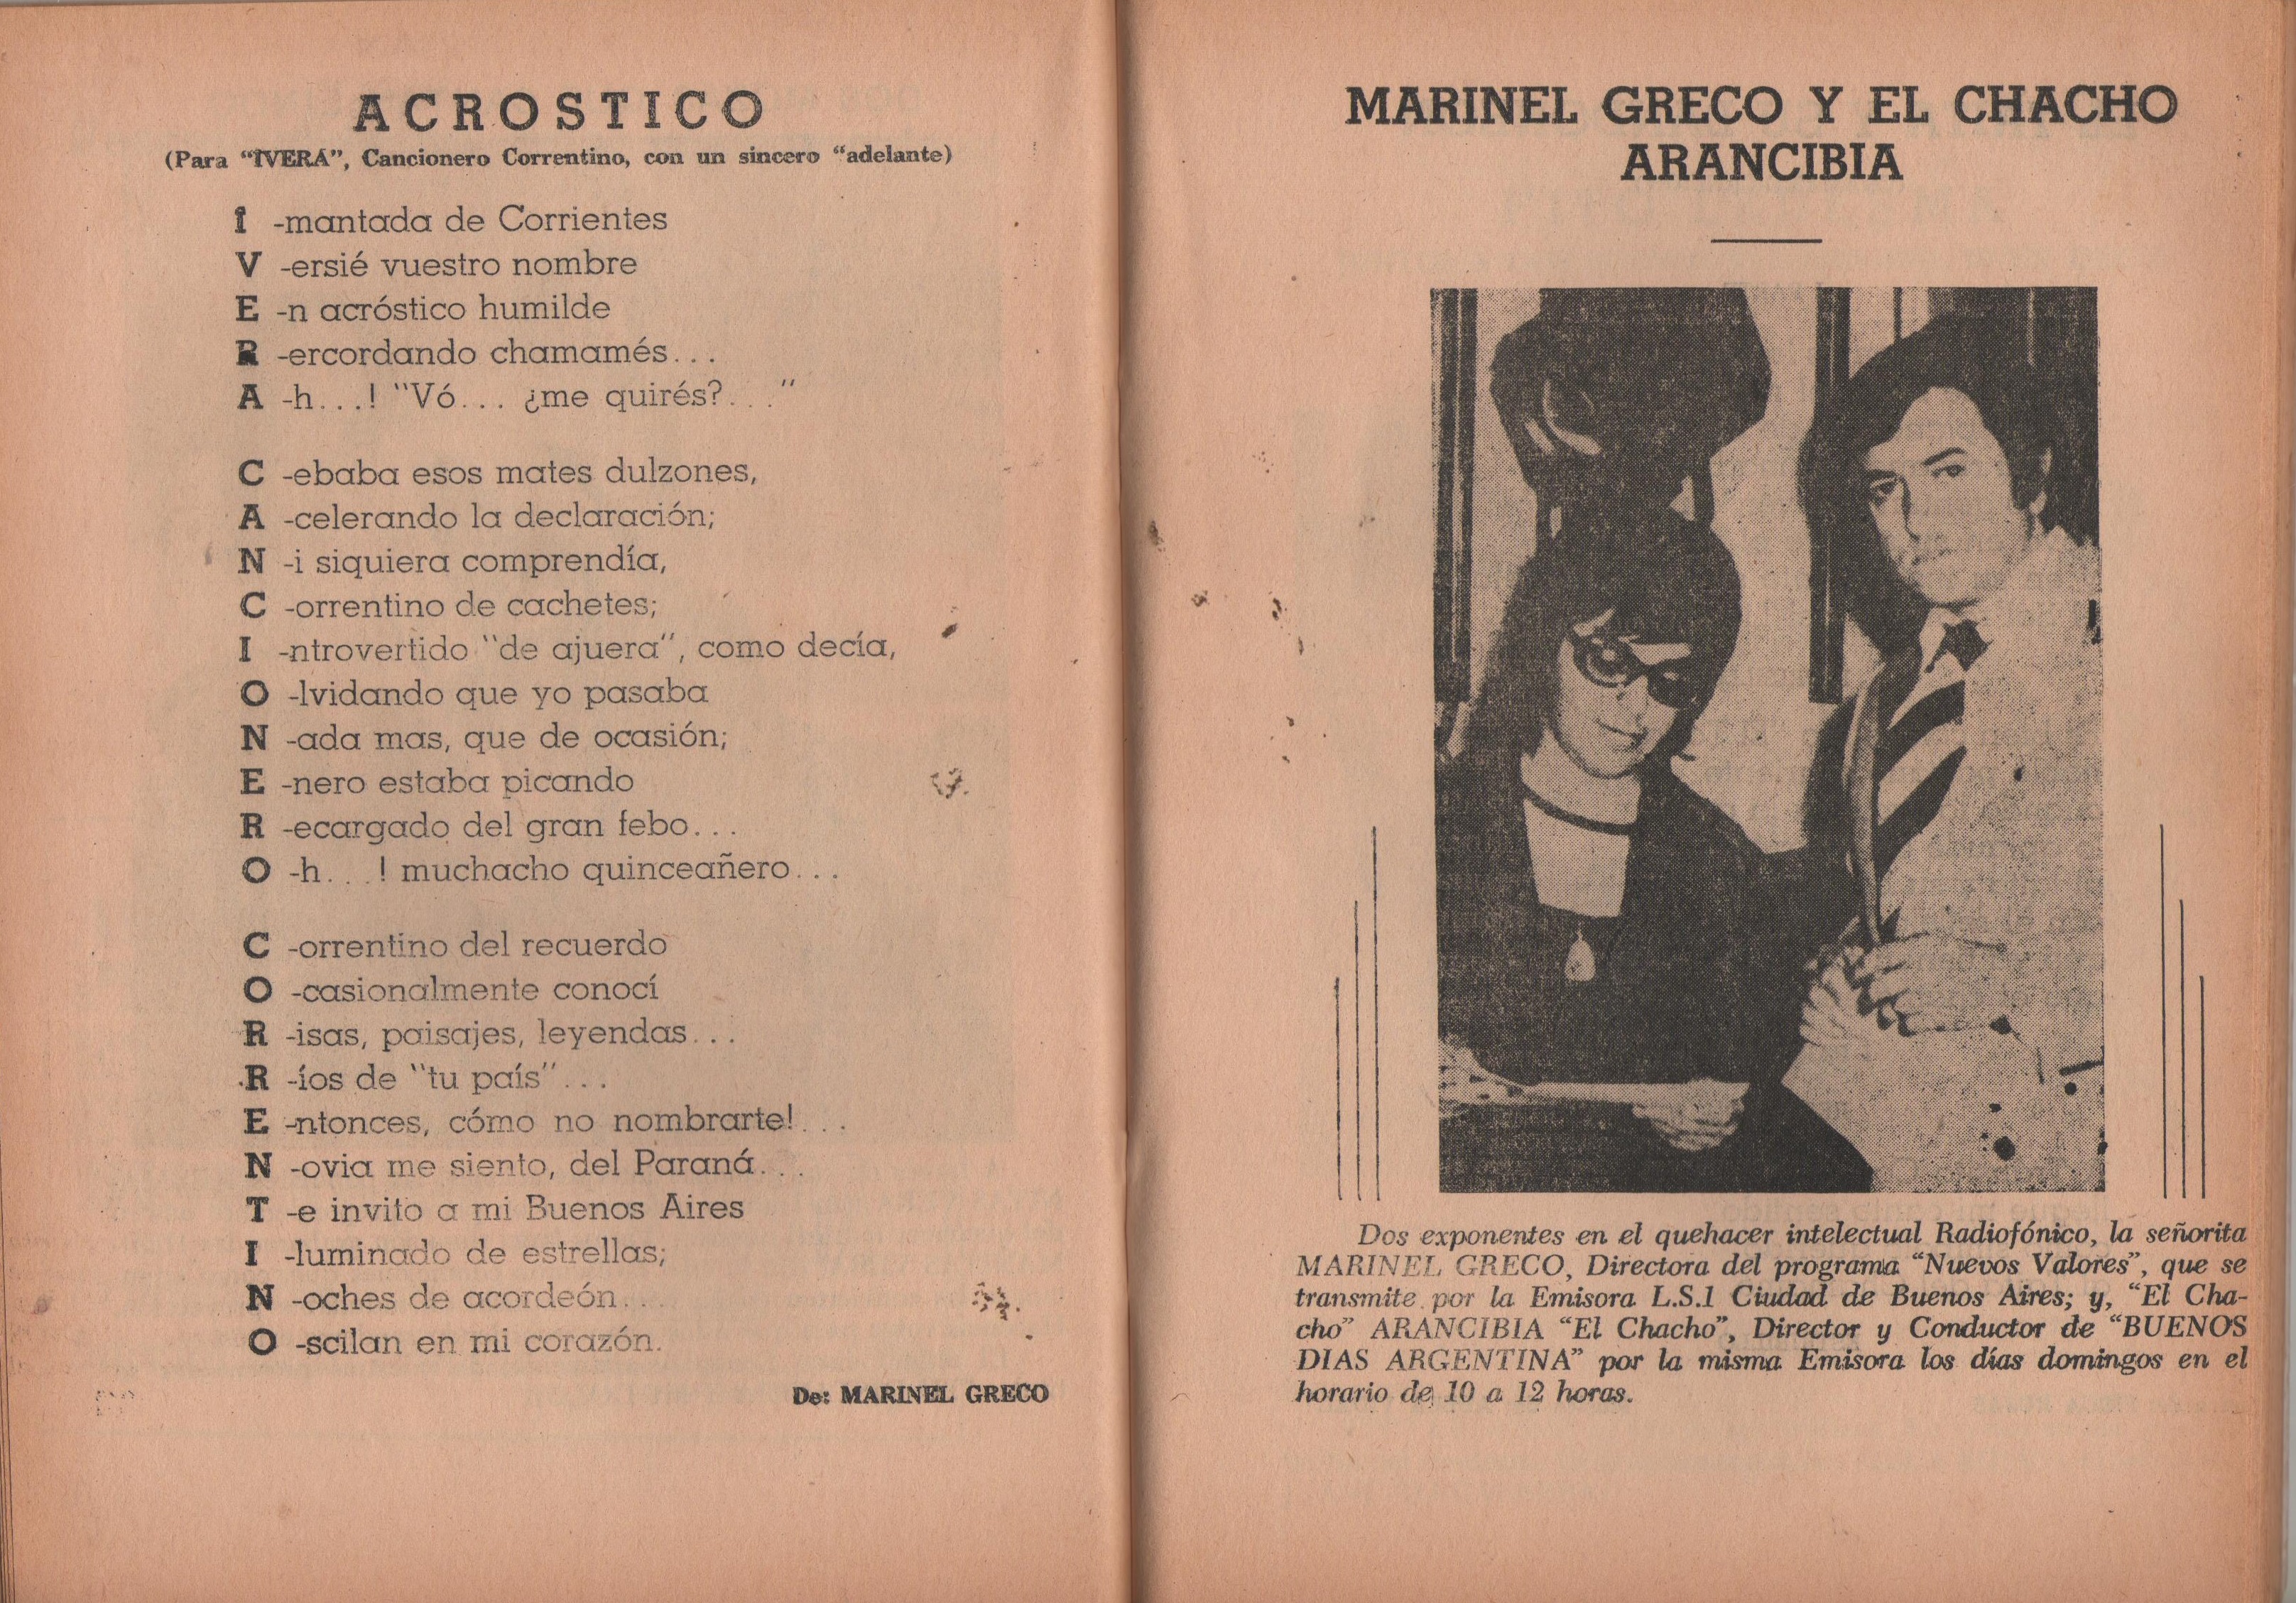 ACROSTICO
(Para "ÎVERÁ", Cancionero Correntino, con un sincero "adelante)
Î -mantada de Corrientes
V -ersié vuestro nombre
E -n acróstico humilde
R -ercordando chamamés...
A -h...! "Vó... ¿me quirés?..."
C -ebaba esos mates dulzones,
A -celerando la declaración;
N -i siquiera comprendía,
C -orrentino de cachetes;
I -ntrovertido "de ajuera", como decía,
O -lvidando que yo pasaba
N -ada mas, que de ocasión;
E -nero estaba picando
R -ecargado del gran febo...
O -h...! muchacho quinceañero...
C -orrentino del recuerdo
O -casionalmente conocí
R -isas, paisajes, leyendas...
R -íos de "tu país"...
E -ntonces, cómo no nombrarte!...
N -ovia me siento, del Paraná...
T -e invito a mi Buenos Aires
I -luminado de estrellas;
N -oches de acordeón...
O -scilan en mi corazón.
De: MARINEL GRECO
MARINEL GRECO Y EL CHACHO
ARANCIBIA
Dos exponentes en el quehacer intelectual Radiofónico, la señorita
MARINEL GRECO, Directora del programa "Nuevos Valores", que se
transmite por la Emisora L.S.1 Ciudad de Buenos Aires; y, "El Cha-
cho" ARANCIBIA "El Chacho", Director y Conductor de "BUENOS
DIAS ARGENTINA" por la misma Emisora los días domingos en el
horario de 10 a 12 horas.